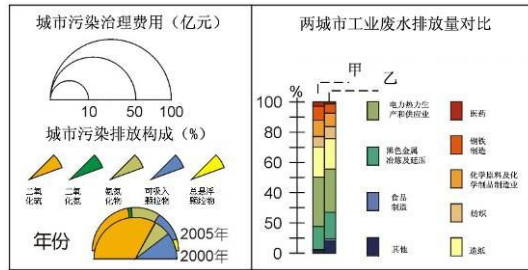 城市污染治理费用（亿元）
10 50 100
城市污染排放构成（%）
二氧
化硫
二氧
化氮
氨氮
化物
可吸入
颗粒物
总悬浮
颗粒物
年份
2005年
2000年
两城市工业废水排放量对比
甲
乙
%
100
80
60
40
20
0
电力热力生
产和供应业
黑色金属
冶炼及延压
食品
制造
其他
医药
钢铁
制造
化学原料及化
学制品制造业
纺织
造纸